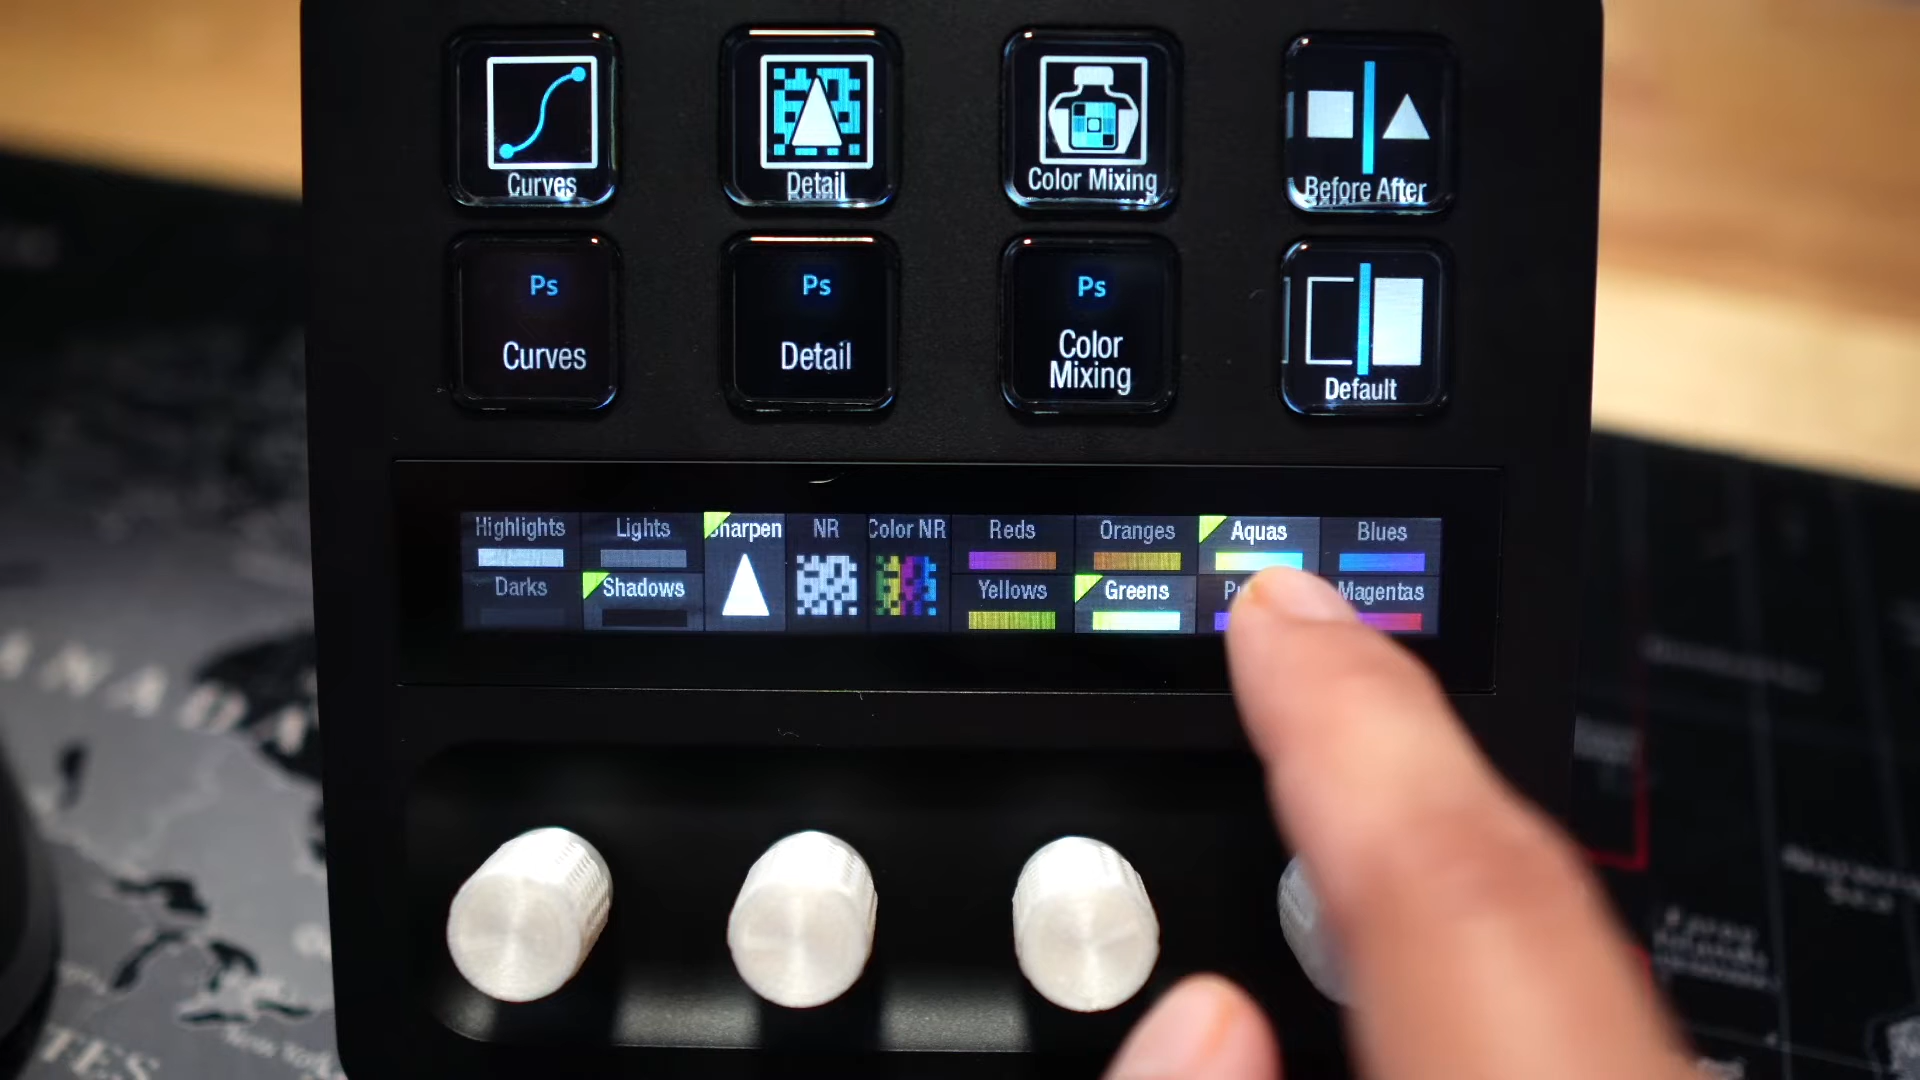 Curves
Detail
Color Mixing
Before After
Ps
Curves
Ps
Detail
Ps
Color
Mixing
Default
Highlights
Lights
Sharpen
NR
Color NR
Reds
Oranges
Aquas
Blues
Darks
Shadows
Yellows
Greens
Magentas